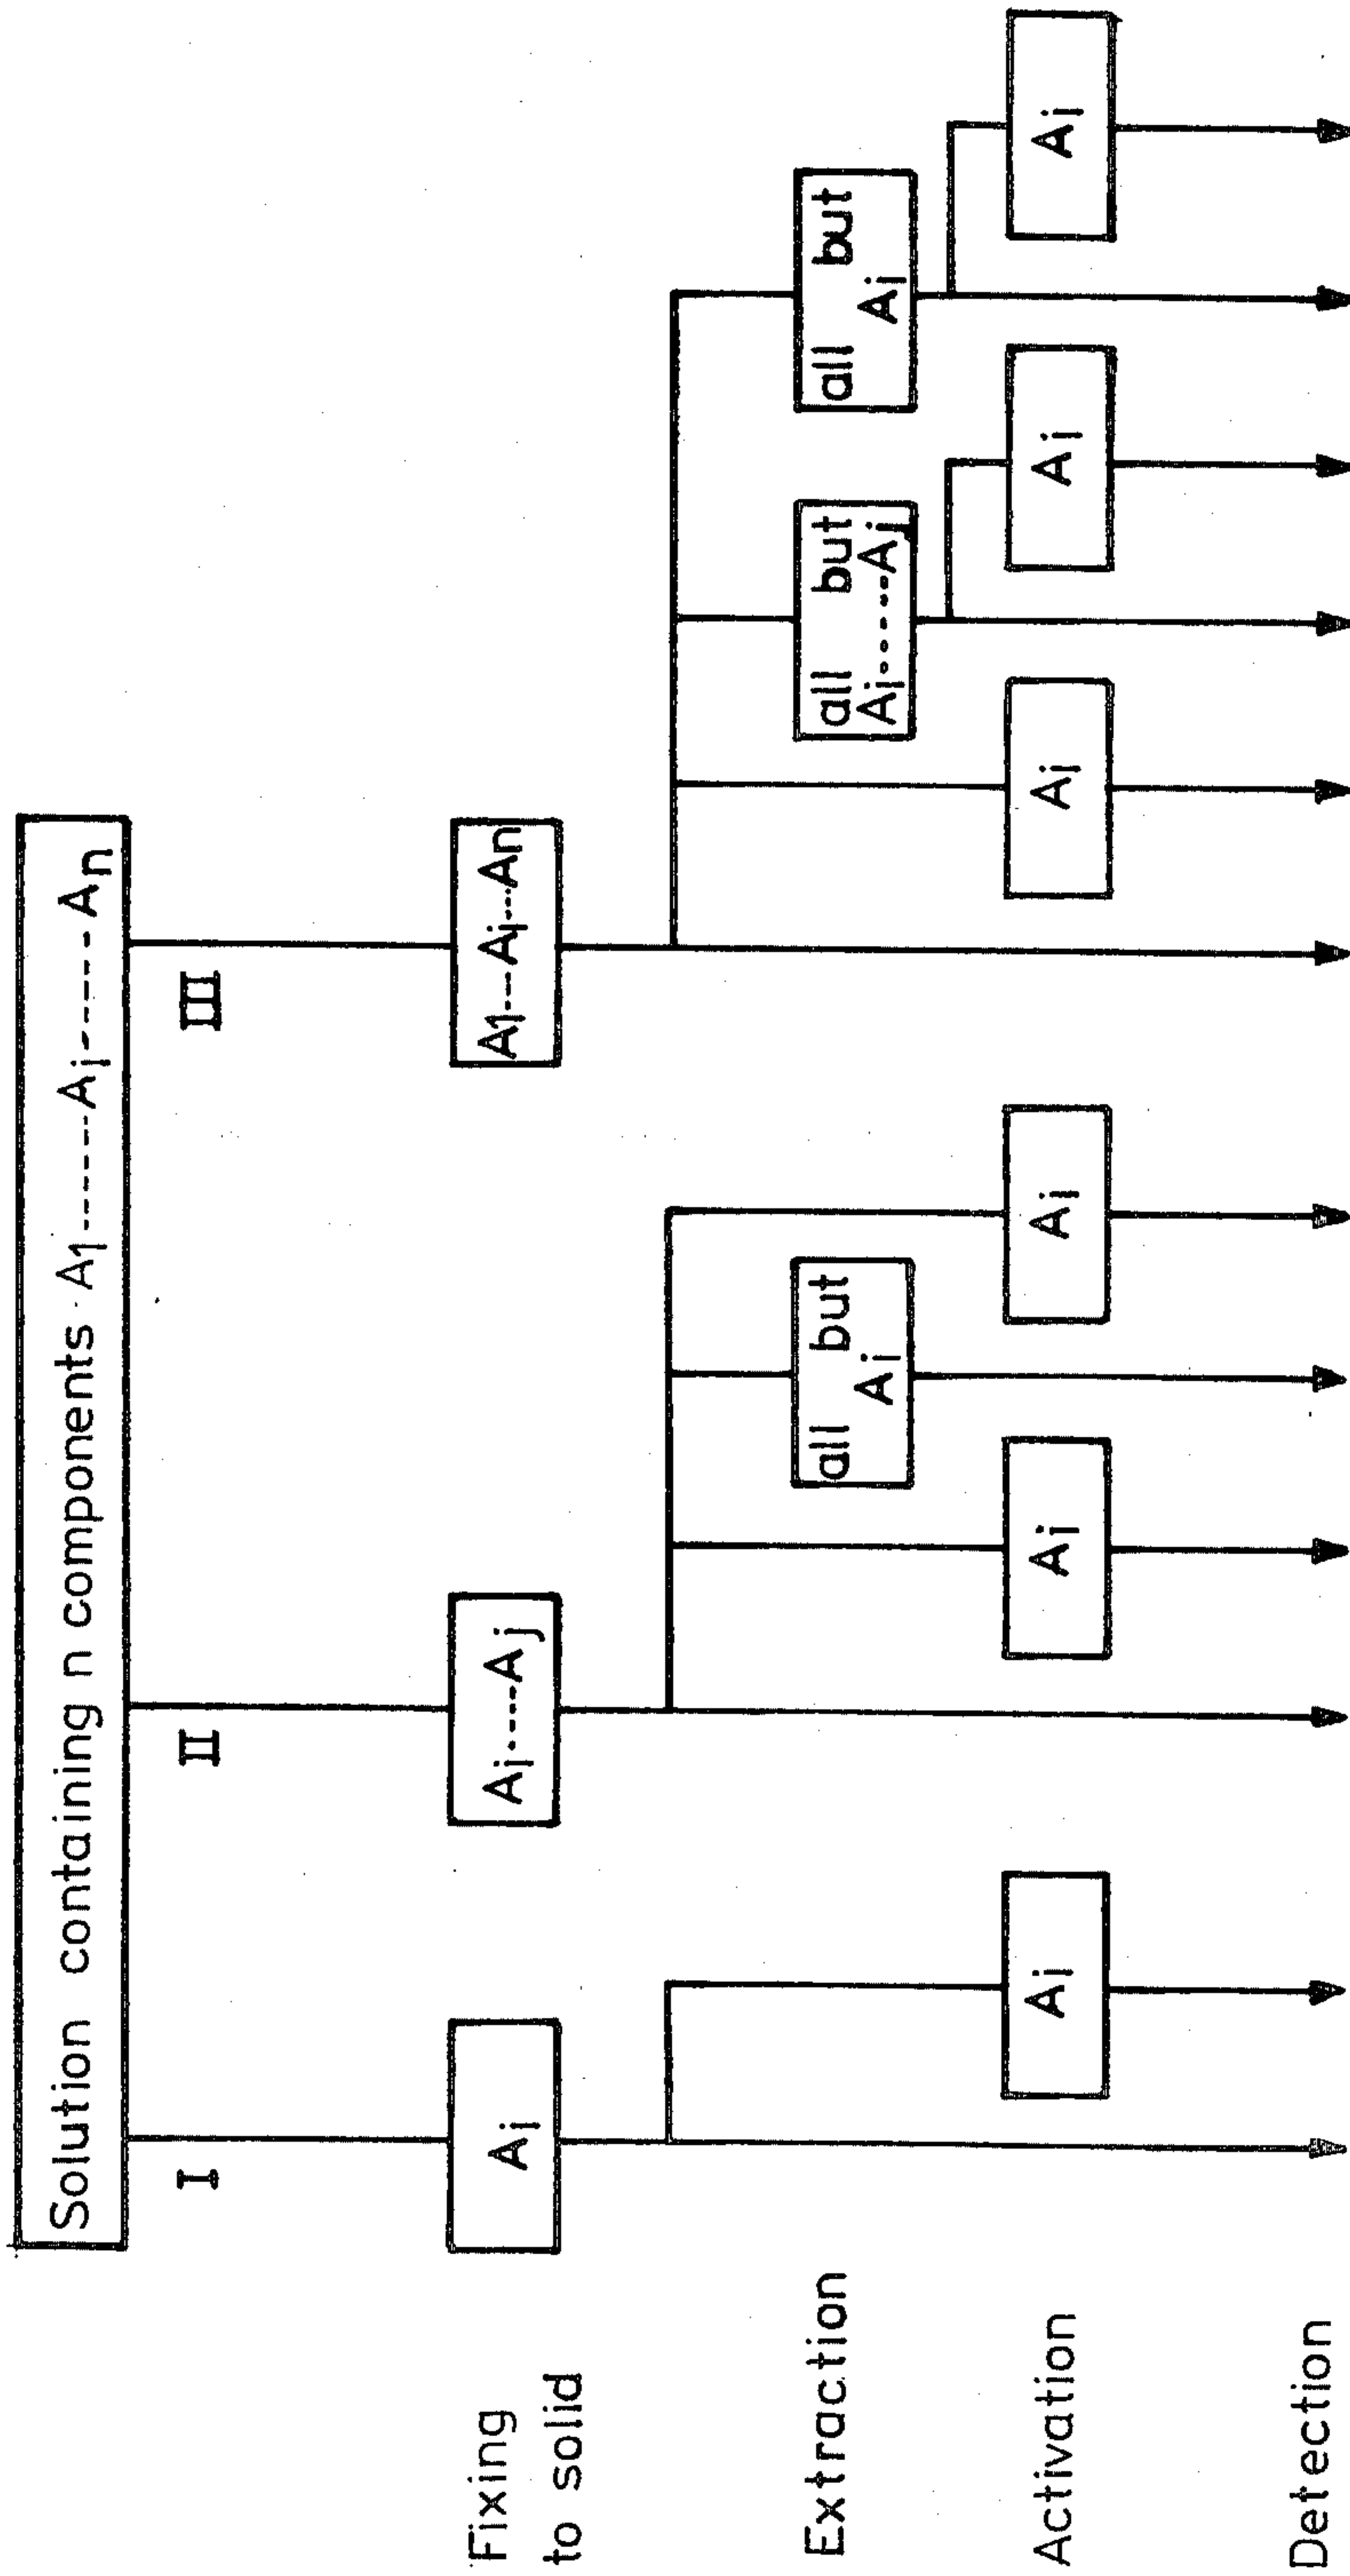 Solution containing n components A1------Ai-----An
I
II
III
Fixing
to solid
Ai
Ai----Aj
A1---Ai---An
Extraction
all but
Ai
all but
Ai-----Aj
all but
Ai
Activation
Ai
Ai
Ai
Ai
Ai
Ai
Detection